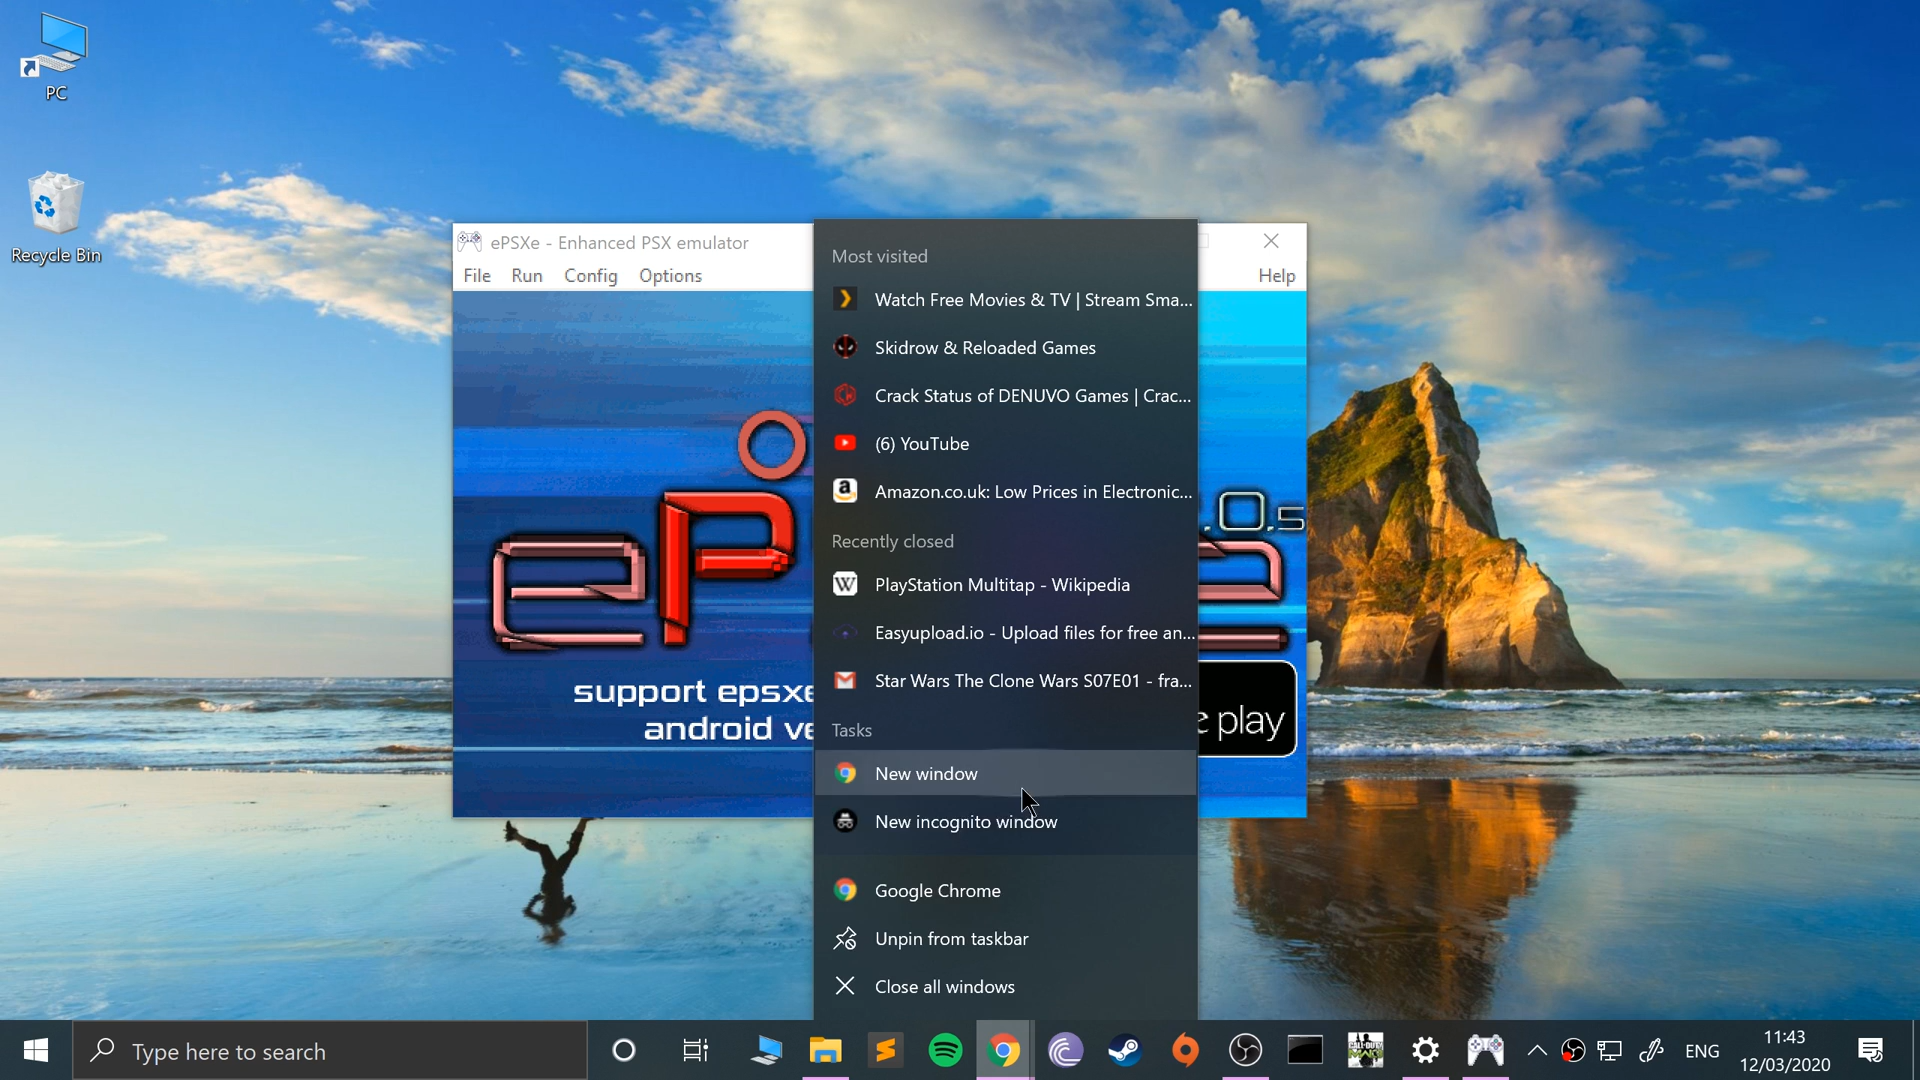 PC
Recycle Bin
ePSXe - Enhanced PSX emulator
File Run Config Options Help
support epsxe
android ve
.0.5
e play
Most visited
Watch Free Movies & TV | Stream Sma...
Skidrow & Reloaded Games
Crack Status of DENUVO Games | Crac...
(6) YouTube
Amazon.co.uk: Low Prices in Electronic...
Recently closed
PlayStation Multitap - Wikipedia
Easyupload.io - Upload files for free an...
Star Wars The Clone Wars S07E01 - fra...
Tasks
New window
New incognito window
Google Chrome
Unpin from taskbar
Close all windows
Type here to search
ENG
11:43
12/03/2020